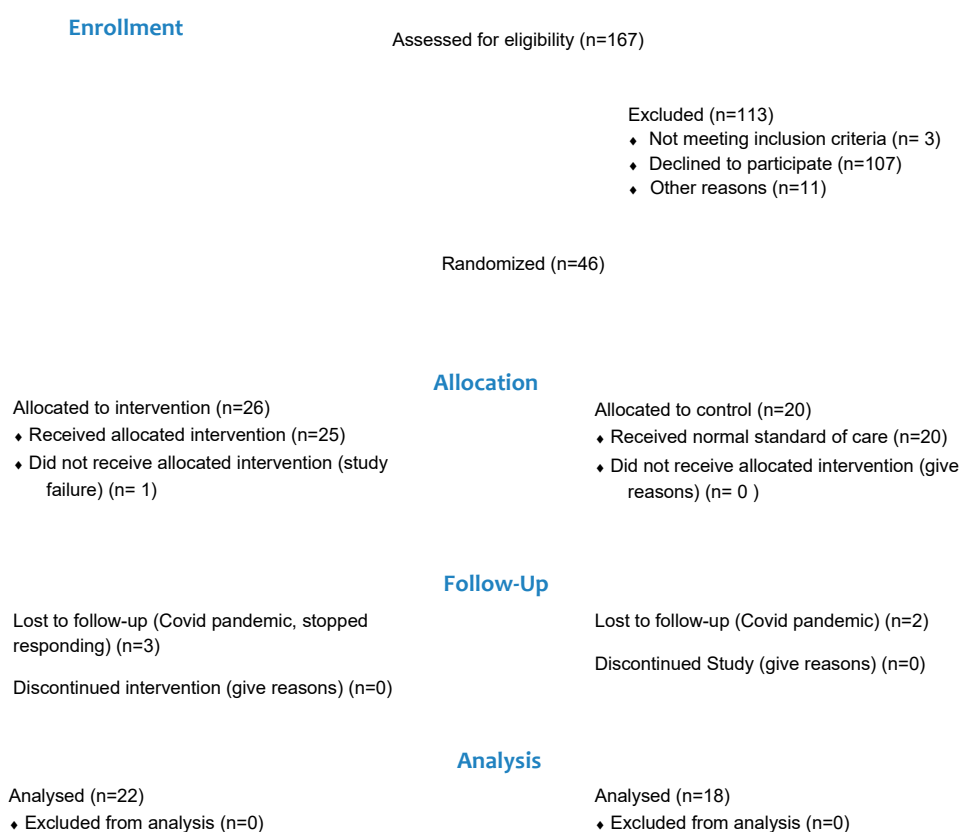 Enrollment
Assessed for eligibility (n=167)
Excluded (n=113)
⬧ Not meeting inclusion criteria (n= 3)
⬧ Declined to participate (n=107)
⬧ Other reasons (n=11)
Randomized (n=46)
Allocation
Allocated to intervention (n=26)
⬧ Received allocated intervention (n=25)
⬧ Did not receive allocated intervention (study
failure) (n= 1)
Allocated to control (n=20)
⬧ Received normal standard of care (n=20)
⬧ Did not receive allocated intervention (give
reasons) (n= 0 )
Follow-Up
Lost to follow-up (Covid pandemic, stopped
responding) (n=3)
Discontinued intervention (give reasons) (n=0)
Lost to follow-up (Covid pandemic) (n=2)
Discontinued Study (give reasons) (n=0)
Analysis
Analysed (n=22)
⬧ Excluded from analysis (n=0)
Analysed (n=18)
⬧ Excluded from analysis (n=0)